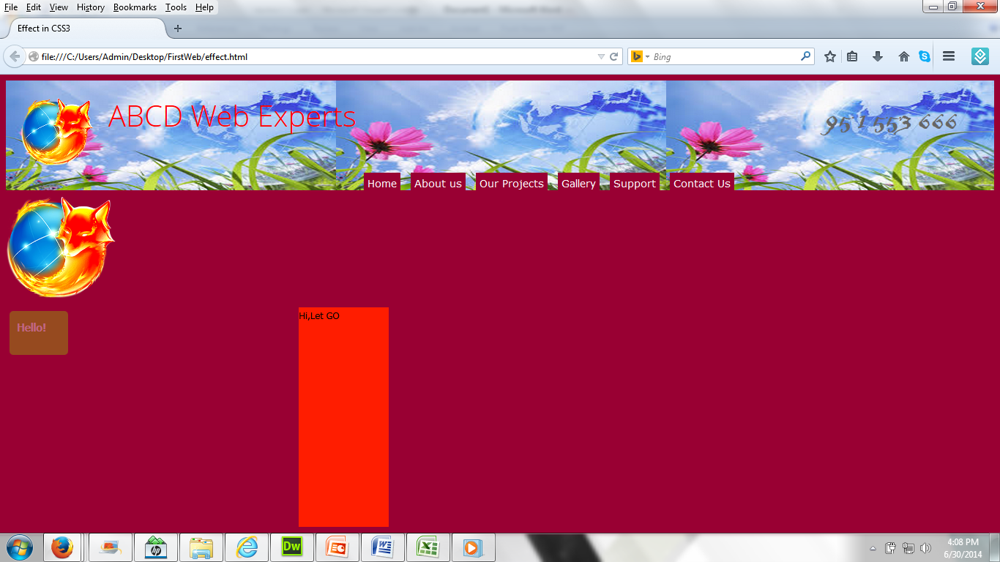 File Edit View History Bookmarks Tools Help
Effect in CSS3
file:///C:/Users/Admin/Desktop/FirstWeb/effect.html
Bing
ABCD Web Experts
951 553 666
Home About us Our Projects Gallery Support Contact Us
Hello!
Hi,Let GO
hp
Dw
4:08 PM
6/30/2014